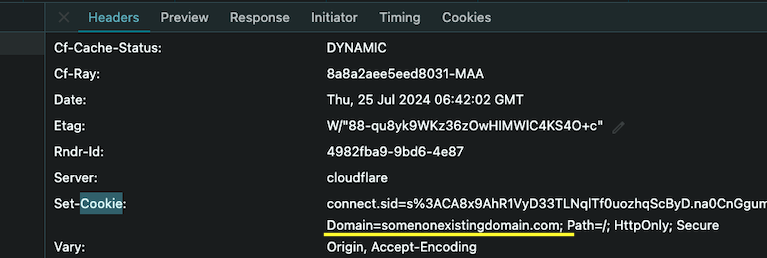 Headers Preview Response Initiator Timing Cookies
Cf-Cache-Status: DYNAMIC
Cf-Ray: 8a8a2aee5eed8031-MAA
Date: Thu, 25 Jul 2024 06:42:02 GMT
Etag: W/"88-qu8yk9WKz36zOwHIMWlC4KS4O+c"
Rndr-Id: 4982fba9-9bd6-4e87
Server: cloudflare
Set-Cookie: connect.sid=s%3ACA8x9AhR1VyD33TLNqlTf0uozhqScByD.na0CnGgum
Domain=somenonexistingdomain.com; Path=/; HttpOnly; Secure
Vary: Origin, Accept-Encoding